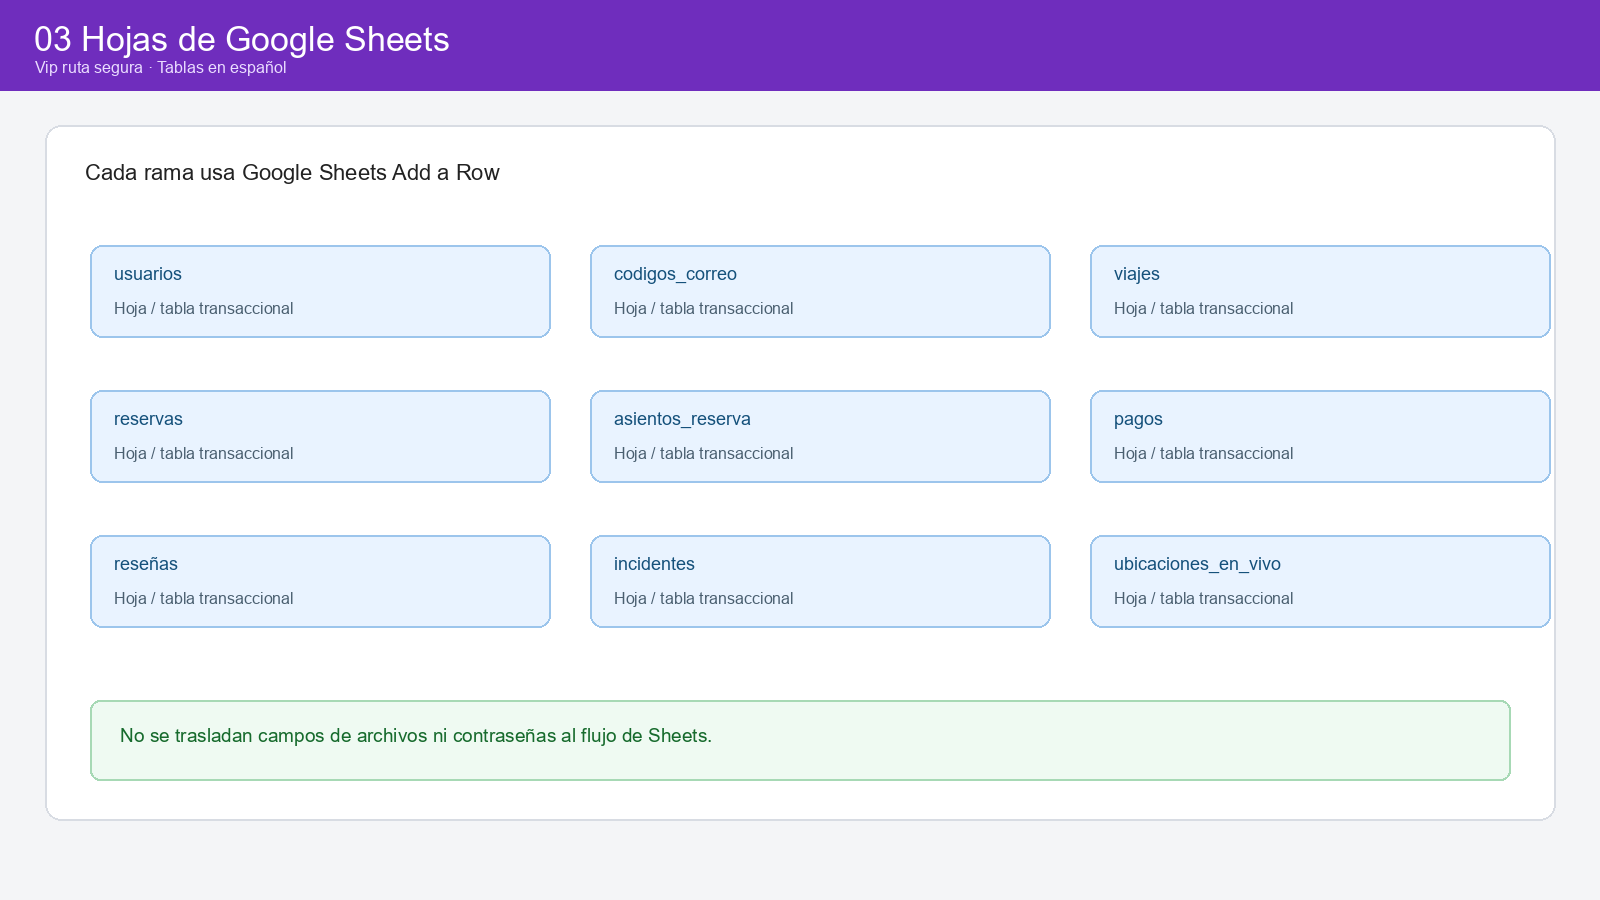 03 Hojas de Google Sheets
Vip ruta segura · Tablas en español
Cada rama usa Google Sheets Add a Row
usuarios
Hoja / tabla transaccional
codigos_correo
Hoja / tabla transaccional
viajes
Hoja / tabla transaccional
reservas
Hoja / tabla transaccional
asientos_reserva
Hoja / tabla transaccional
pagos
Hoja / tabla transaccional
reseñas
Hoja / tabla transaccional
incidentes
Hoja / tabla transaccional
ubicaciones_en_vivo
Hoja / tabla transaccional
No se trasladan campos de archivos ni contraseñas al flujo de Sheets.